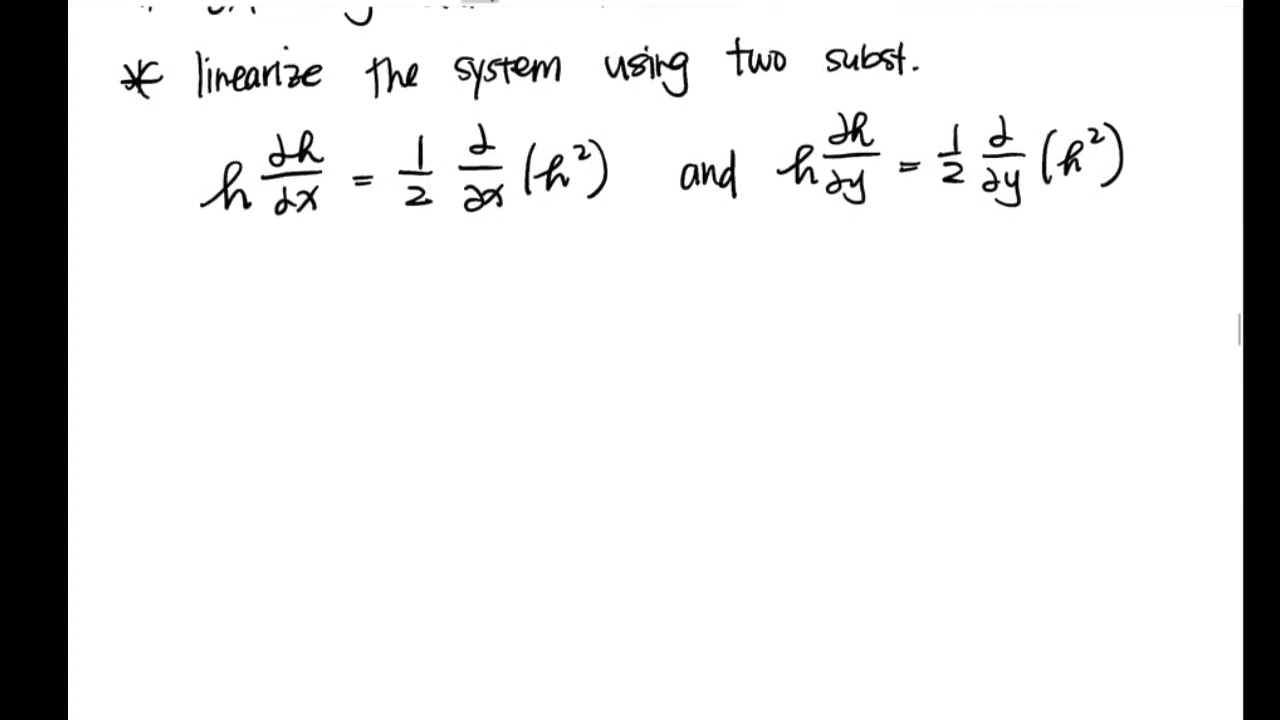 * linearize the system using two subst.
h ∂h/∂x = 1/2 ∂/∂x (h²) and h ∂h/∂y = 1/2 ∂/∂y (h²)